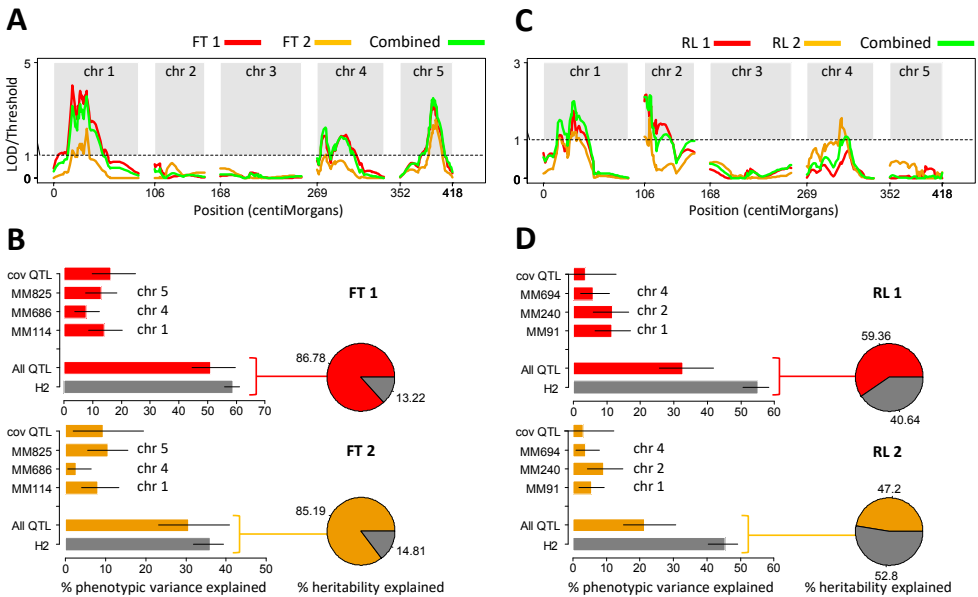 A
FT 1 FT 2 Combined
5
chr 1 chr 2 chr 3 chr 4 chr 5
LOD/Threshold
1
0
0 106 168 269 352 418
Position (centiMorgans)
C
RL 1 RL 2 Combined
3
chr 1 chr 2 chr 3 chr 4 chr 5
1
0
0 106 168 269 352 418
Position (centiMorgans)
B
cov QTL
MM825 chr 5
MM686 chr 4
MM114 chr 1
All QTL
H2
0 10 20 30 40 50 60 70
FT 1
86.78
13.22
cov QTL
MM825 chr 5
MM686 chr 4
MM114 chr 1
All QTL
H2
0 10 20 30 40 50
% phenotypic variance explained
FT 2
85.19
14.81
% heritability explained
D
cov QTL
MM694 chr 4
MM240 chr 2
MM91 chr 1
All QTL
H2
0 10 20 30 40 50 60
RL 1
59.36
40.64
cov QTL
MM694 chr 4
MM240 chr 2
MM91 chr 1
All QTL
H2
0 10 20 30 40 50 60
% phenotypic variance explained
RL 2
47.2
52.8
% heritability explained